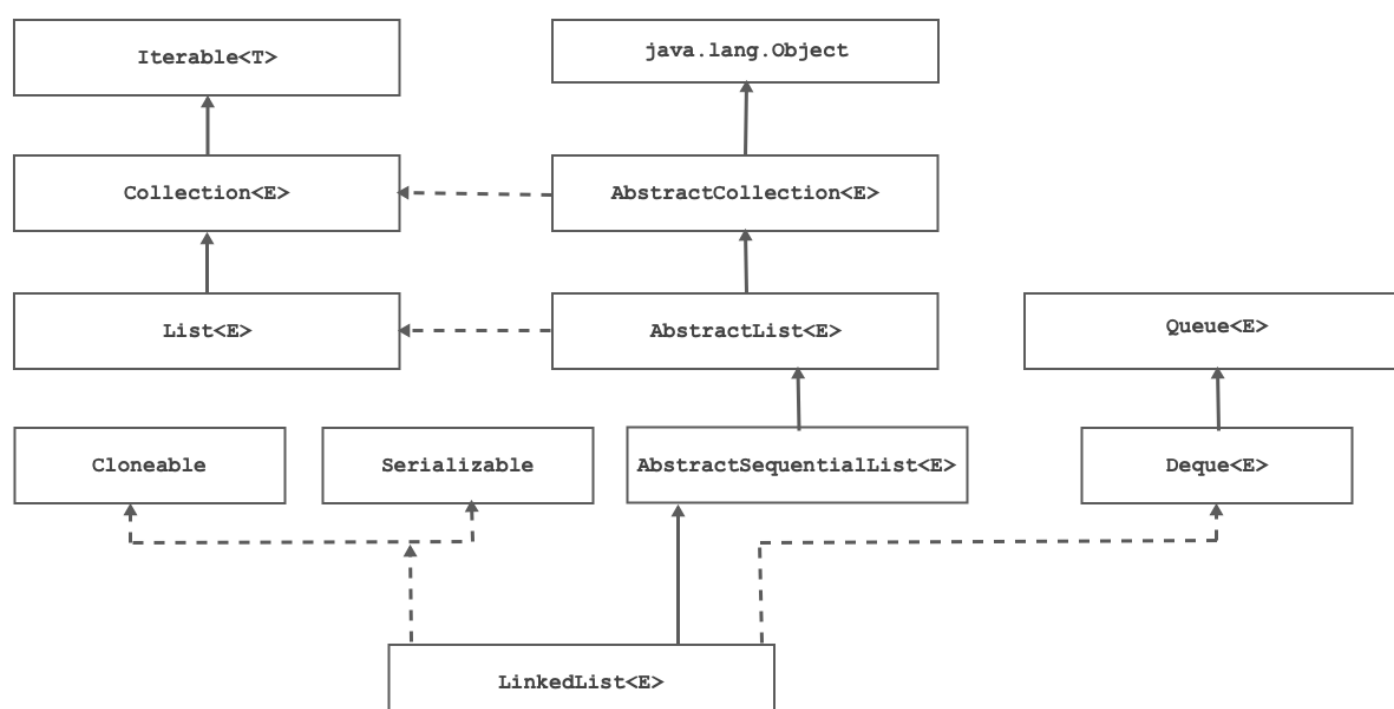 Iterable<T>
java.lang.Object
Collection<E>
AbstractCollection<E>
List<E>
AbstractList<E>
Queue<E>
Cloneable
Serializable
AbstractSequentialList<E>
Deque<E>
LinkedList<E>